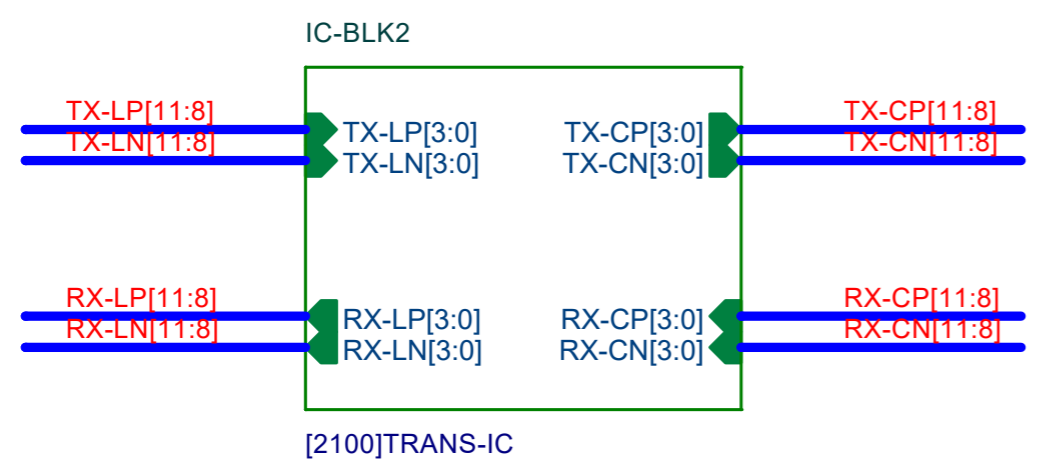 IC-BLK2
TX-LP[11:8] TX-LP[3:0] TX-CP[3:0] TX-CP[11:8]
TX-LN[11:8] TX-LN[3:0] TX-CN[3:0] TX-CN[11:8]
RX-LP[11:8] RX-LP[3:0] RX-CP[3:0] RX-CP[11:8]
RX-LN[11:8] RX-LN[3:0] RX-CN[3:0] RX-CN[11:8]
[2100]TRANS-IC